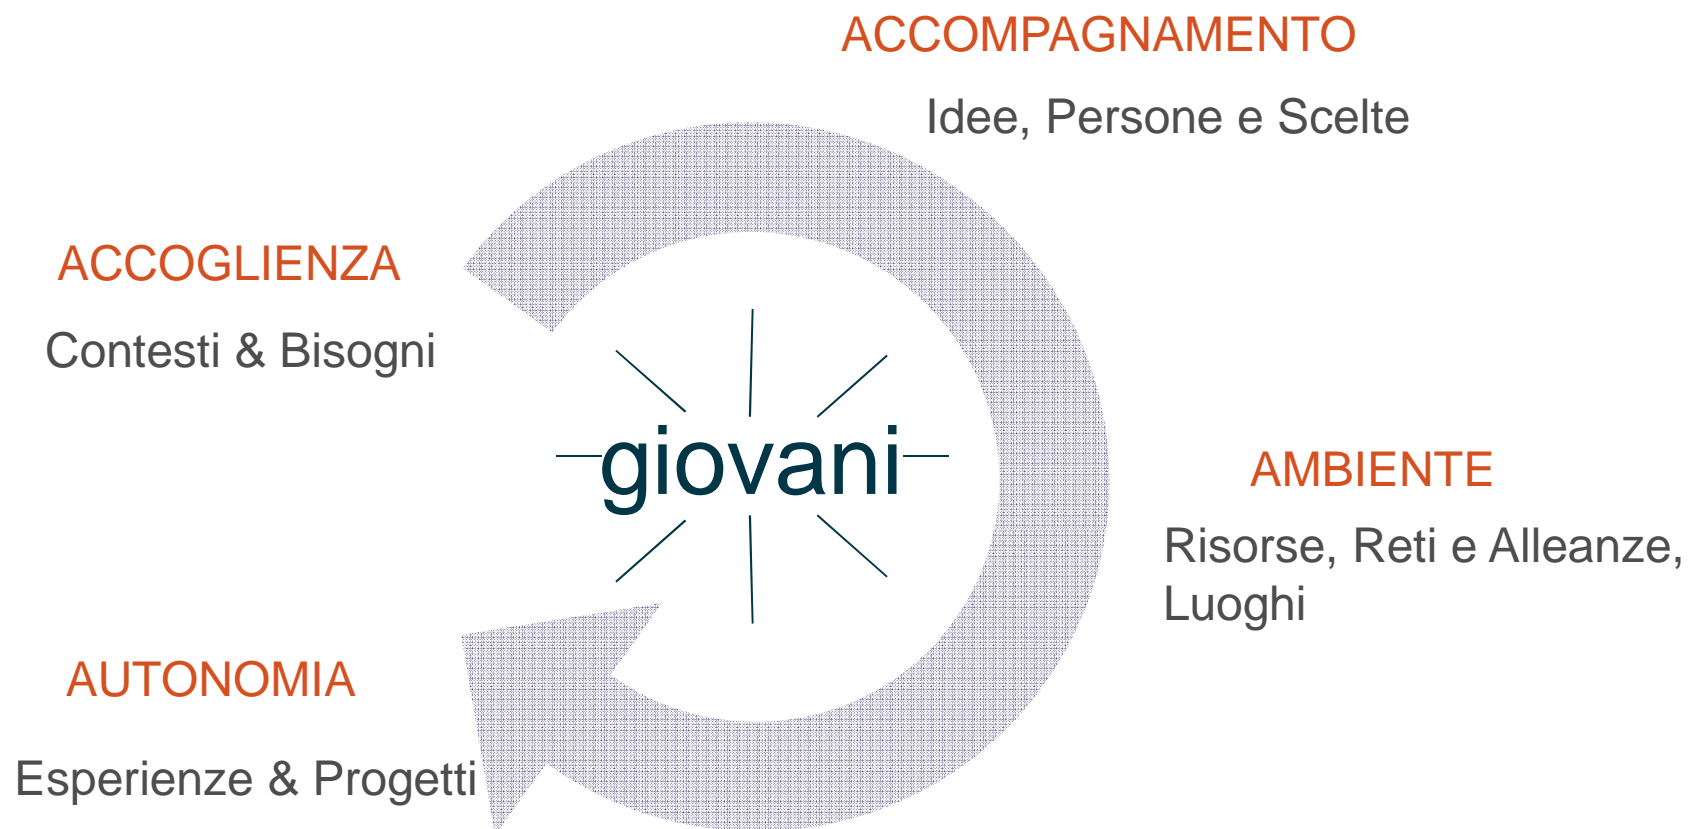 ACCOMPAGNAMENTO
Idee, Persone e Scelte
ACCOGLIENZA
Contesti & Bisogni
giovani
AMBIENTE
Risorse, Reti e Alleanze,
Luoghi
AUTONOMIA
Esperienze & Progetti